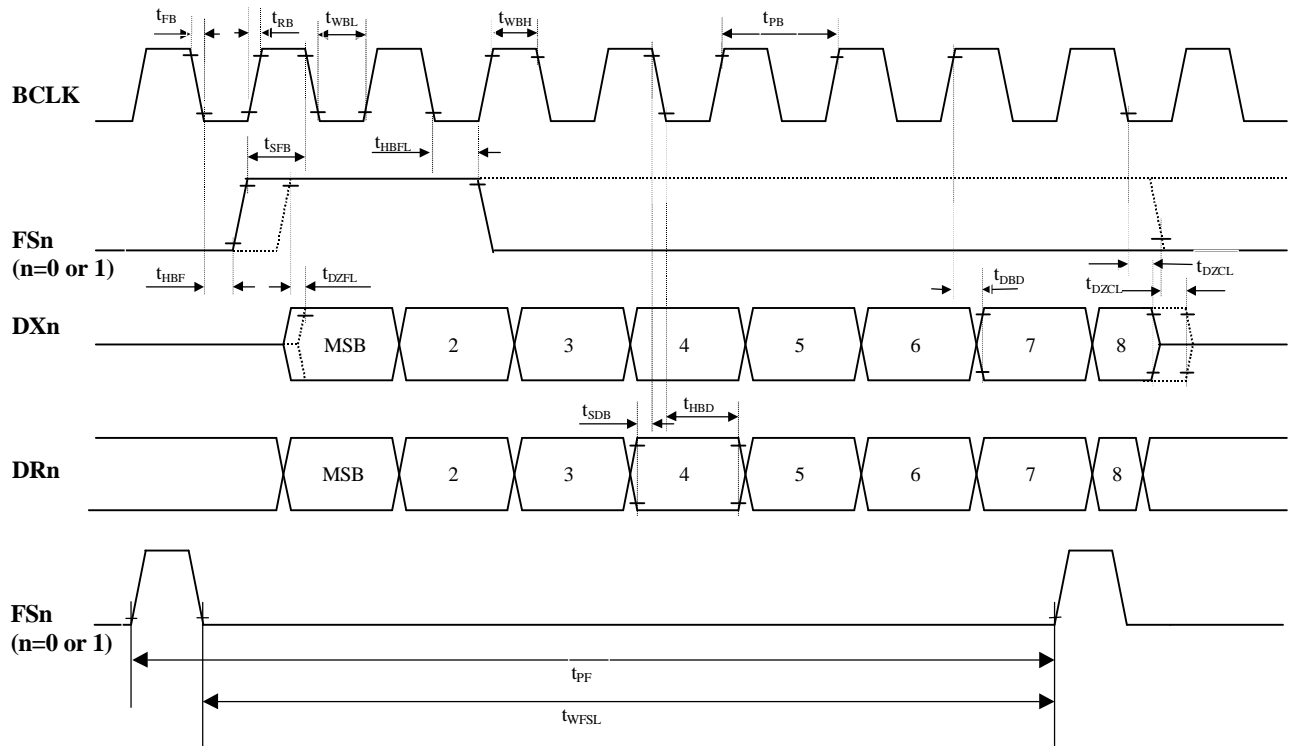 tFB tRB tWBL tWBH tPB
BCLK
tSFB tHBFL
FSn
(n=0 or 1)
tHBF tDZFL tDBD tDZCL tDZCL
DXn
MSB 2 3 4 5 6 7 8
tSDB tHBD
DRn
MSB 2 3 4 5 6 7 8
FSn
(n=0 or 1)
tPF
tWFSL